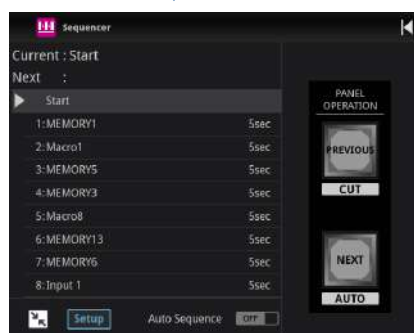 Sequencer
Current : Start
Next :
Start
1:MEMORY1 5sec
2:Macro1 5sec
3:MEMORY5 5sec
4:MEMORY3 5sec
5:Macro8 5sec
6:MEMORY13 5sec
7:MEMORY6 5sec
8:Input 1 5sec
Setup Auto Sequence OFF
PANEL
OPERATION
PREVIOUS
CUT
NEXT
AUTO